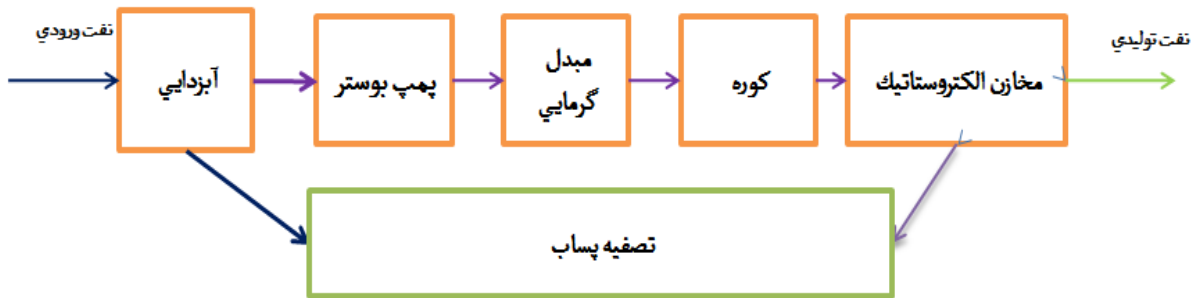 نفت ورودي
آبزدايي
پمپ بوستر
مبدل
گرمايي
كوره
مخازن الكتروستاتيك
نفت توليدي
تصفيه پساب